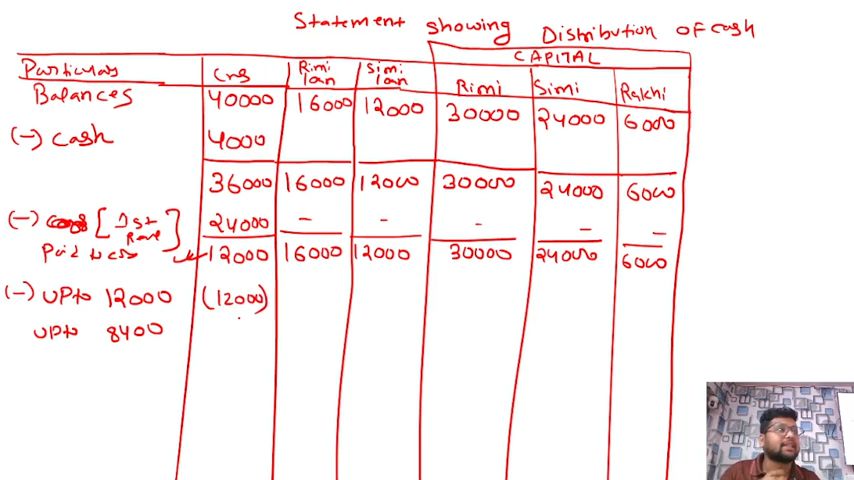 Statement showing Distribution of cash
CAPITAL
Particulars Crs Rimi loan Simi loan Rimi Simi Rakhi
Balances 40000 16000 12000 30000 24000 6000
(-) cash 4000
36000 16000 12000 30000 24000 6000
(-) [1st 24000 - - - - -
Paid to crs 12000 16000 12000 30000 24000 6000
(-) UPto 12000 (12000)
UPto 8400